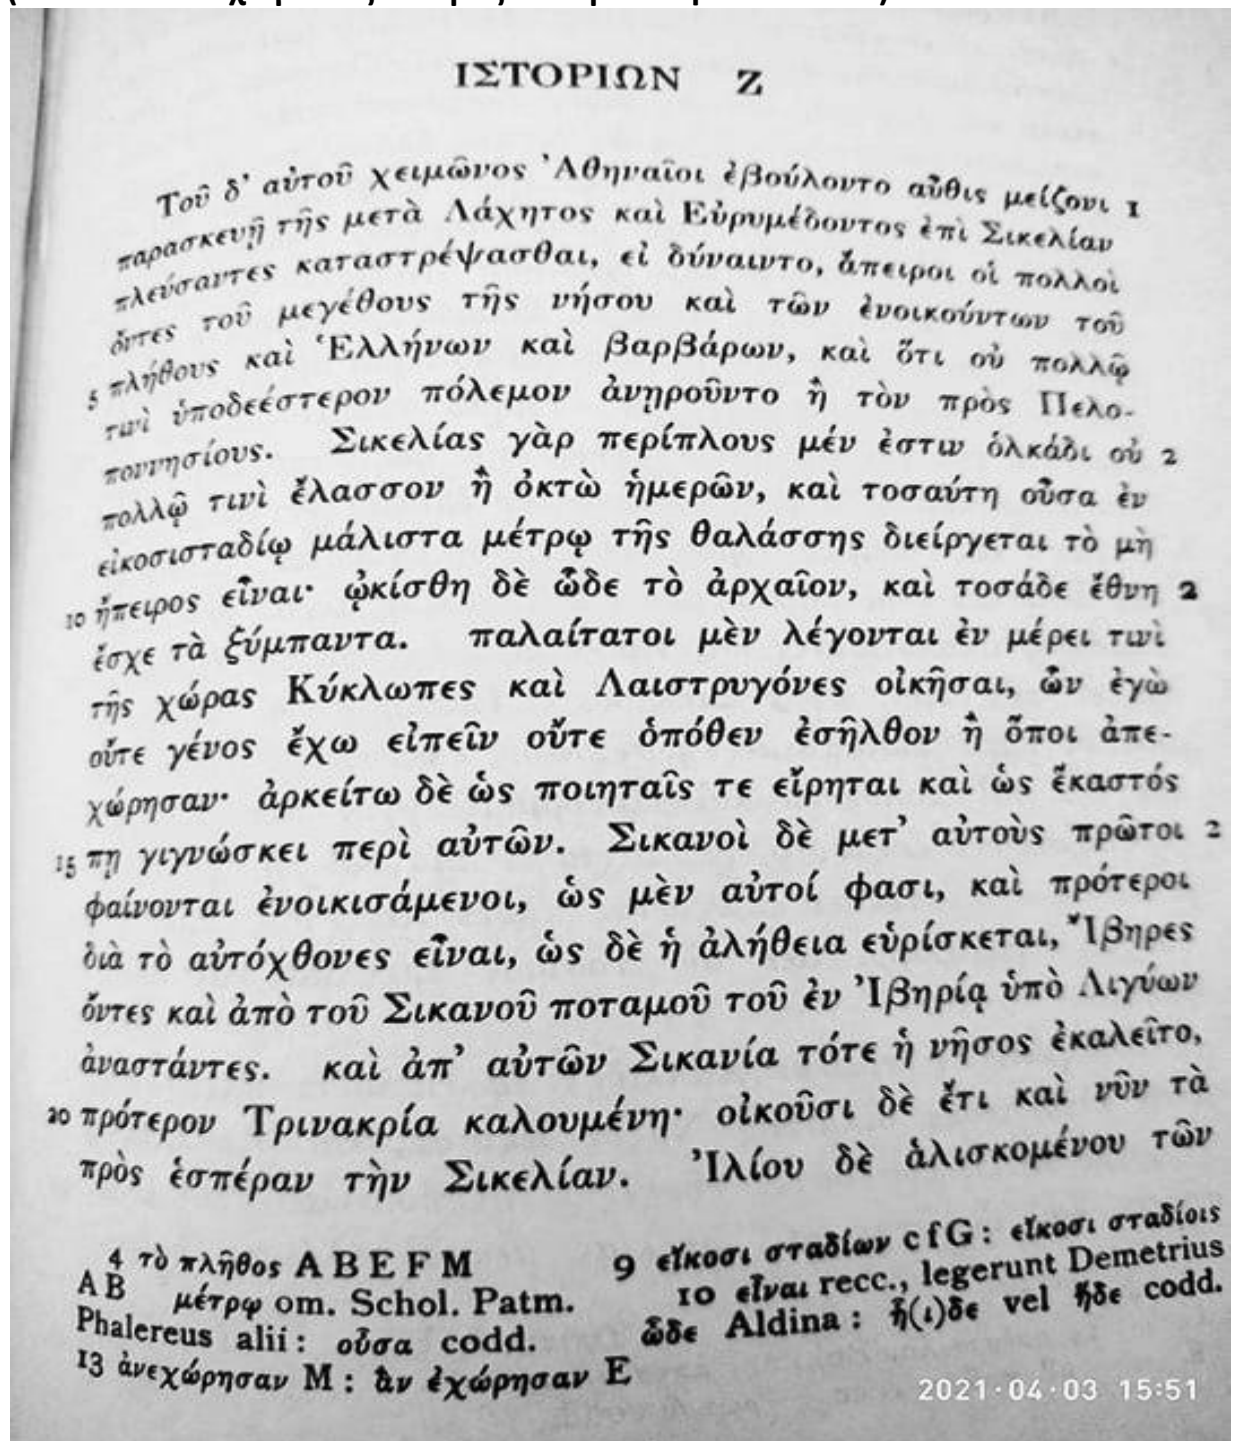 ΙΣΤΟΡΙΩΝ Ζ
Τοῦ δ' αὐτοῦ χειμῶνος Ἀθηναῖοι ἐβούλοντο αὖθις μείζονι 1
παρασκευῇ τῆς μετὰ Λάχητος καὶ Εὐρυμέδοντος ἐπὶ Σικελίαν
πλεύσαντες καταστρέψασθαι, εἰ δύναιντο, ἄπειροι οἱ πολλοὶ
ὄντες τοῦ μεγέθους τῆς νήσου καὶ τῶν ἐνοικούντων τοῦ
5 πλήθους καὶ Ἑλλήνων καὶ βαρβάρων, καὶ ὅτι οὐ πολλῷ
τινὶ ὑποδεέστερον πόλεμον ἀνῃροῦντο ἢ τὸν πρὸς Πελο-
ποννησίους. Σικελίας γὰρ περίπλους μέν ἐστιν ὁλκάδι οὐ 2
πολλῷ τινὶ ἔλασσον ἢ ὀκτὼ ἡμερῶν, καὶ τοσαύτη οὖσα ἐν
εἰκοσισταδίῳ μάλιστα μέτρῳ τῆς θαλάσσης διείργεται τὸ μὴ
10 ἤπειρος εἶναι· ᾠκίσθη δὲ ὧδε τὸ ἀρχαῖον, καὶ τοσάδε ἔθνη 2
ἔσχε τὰ ξύμπαντα. παλαίτατοι μὲν λέγονται ἐν μέρει τινὶ
τῆς χώρας Κύκλωπες καὶ Λαιστρυγόνες οἰκῆσαι, ὧν ἐγὼ
οὔτε γένος ἔχω εἰπεῖν οὔτε ὁπόθεν ἐσῆλθον ἢ ὅποι ἀπε-
χώρησαν· ἀρκείτω δὲ ὡς ποιηταῖς τε εἴρηται καὶ ὡς ἕκαστός
15 πῃ γιγνώσκει περὶ αὐτῶν. Σικανοὶ δὲ μετ' αὐτοὺς πρῶτοι 2
φαίνονται ἐνοικισάμενοι, ὡς μὲν αὐτοί φασι, καὶ πρότεροι
διὰ τὸ αὐτόχθονες εἶναι, ὡς δὲ ἡ ἀλήθεια εὑρίσκεται, Ἴβηρες
ὄντες καὶ ἀπὸ τοῦ Σικανοῦ ποταμοῦ τοῦ ἐν Ἰβηρίᾳ ὑπὸ Λιγύων
ἀναστάντες. καὶ ἀπ' αὐτῶν Σικανία τότε ἡ νῆσος ἐκαλεῖτο,
20 πρότερον Τρινακρία καλουμένη· οἰκοῦσι δὲ ἔτι καὶ νῦν τὰ
πρὸς ἑσπέραν τὴν Σικελίαν. Ἰλίου δὲ ἁλισκομένου τῶν
4 τὸ πλῆθος A B E F M 9 εἴκοσι σταδίων c f G : εἴκοσι σταδίοις
A B μέτρῳ om. Schol. Patm. 10 εἶναι recc., legerunt Demetrius
Phalereus alii : οὖσα codd. ὧδε Aldina : ἥ(ι)δε vel ἤδε codd.
13 ἀνεχώρησαν M : ἂν ἐχώρησαν E
2021·04·03 15:51